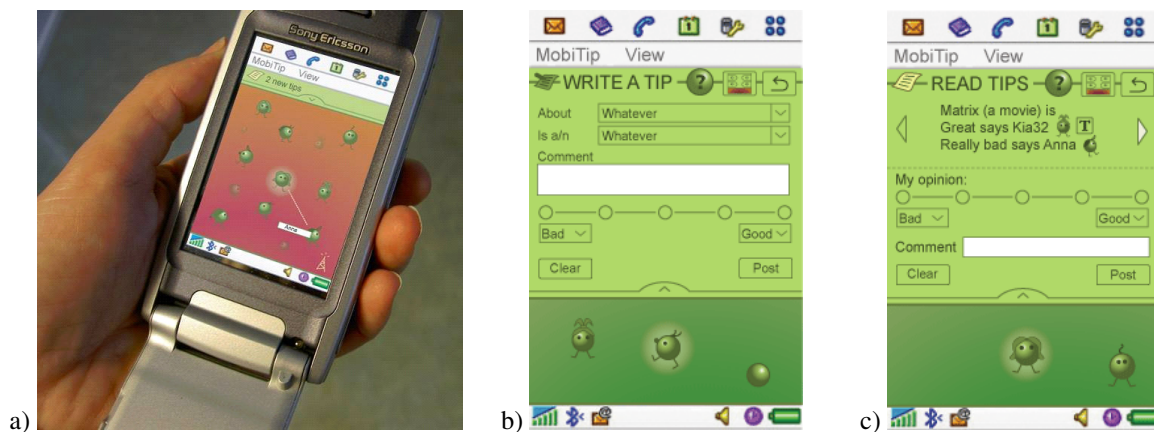 Sony Ericsson
MobiTip View
2 new tips
Anna
a)
MobiTip View
WRITE A TIP ?
About Whatever
Is a/n Whatever
Comment
Bad Good
Clear Post
b)
MobiTip View
READ TIPS ?
Matrix (a movie) is
Great says Kia32 T
Really bad says Anna
My opinion:
Bad Good
Comment
Clear Post
c)